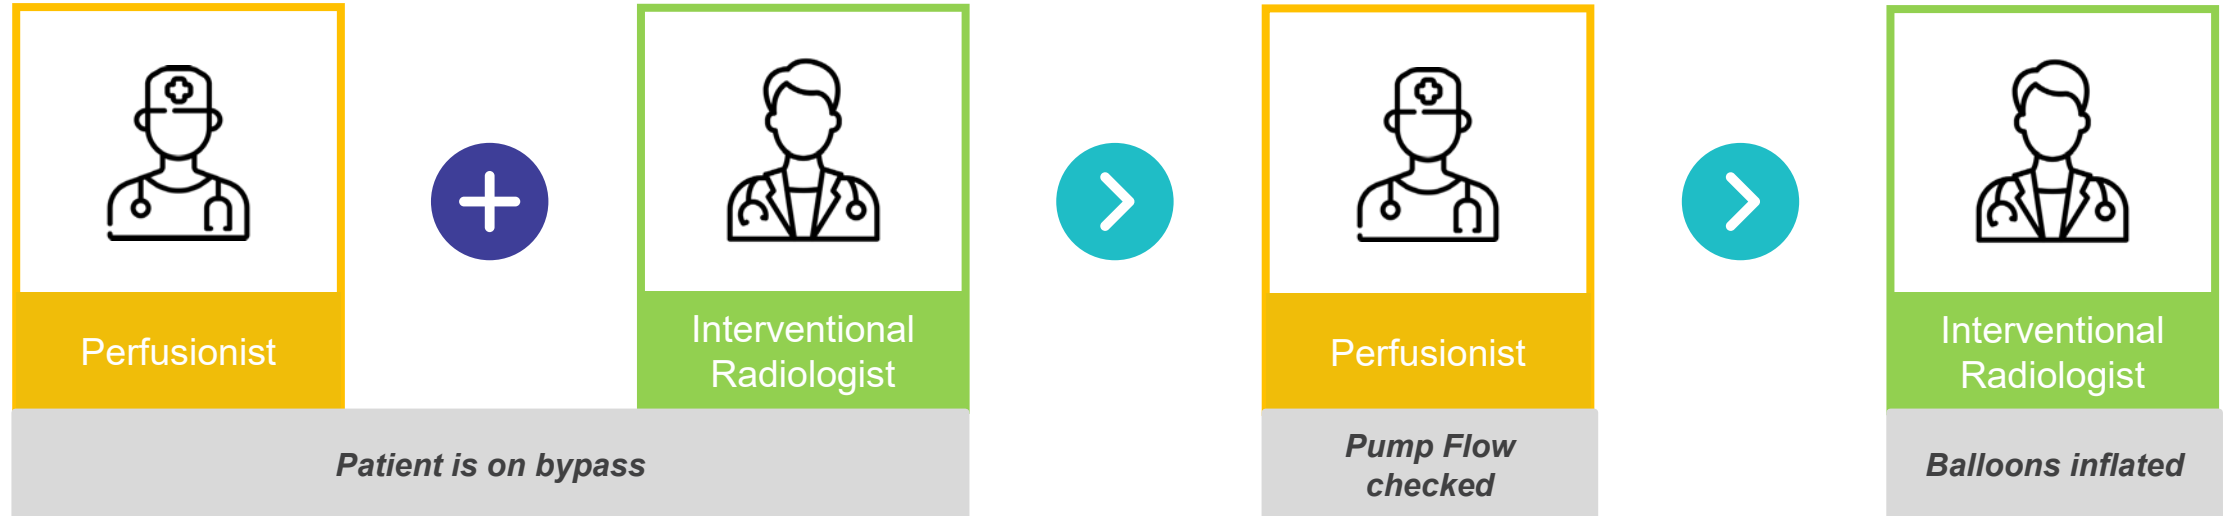 Perfusionist
Interventional
Radiologist
Patient is on bypass
Perfusionist
Pump Flow
checked
Interventional
Radiologist
Balloons inflated